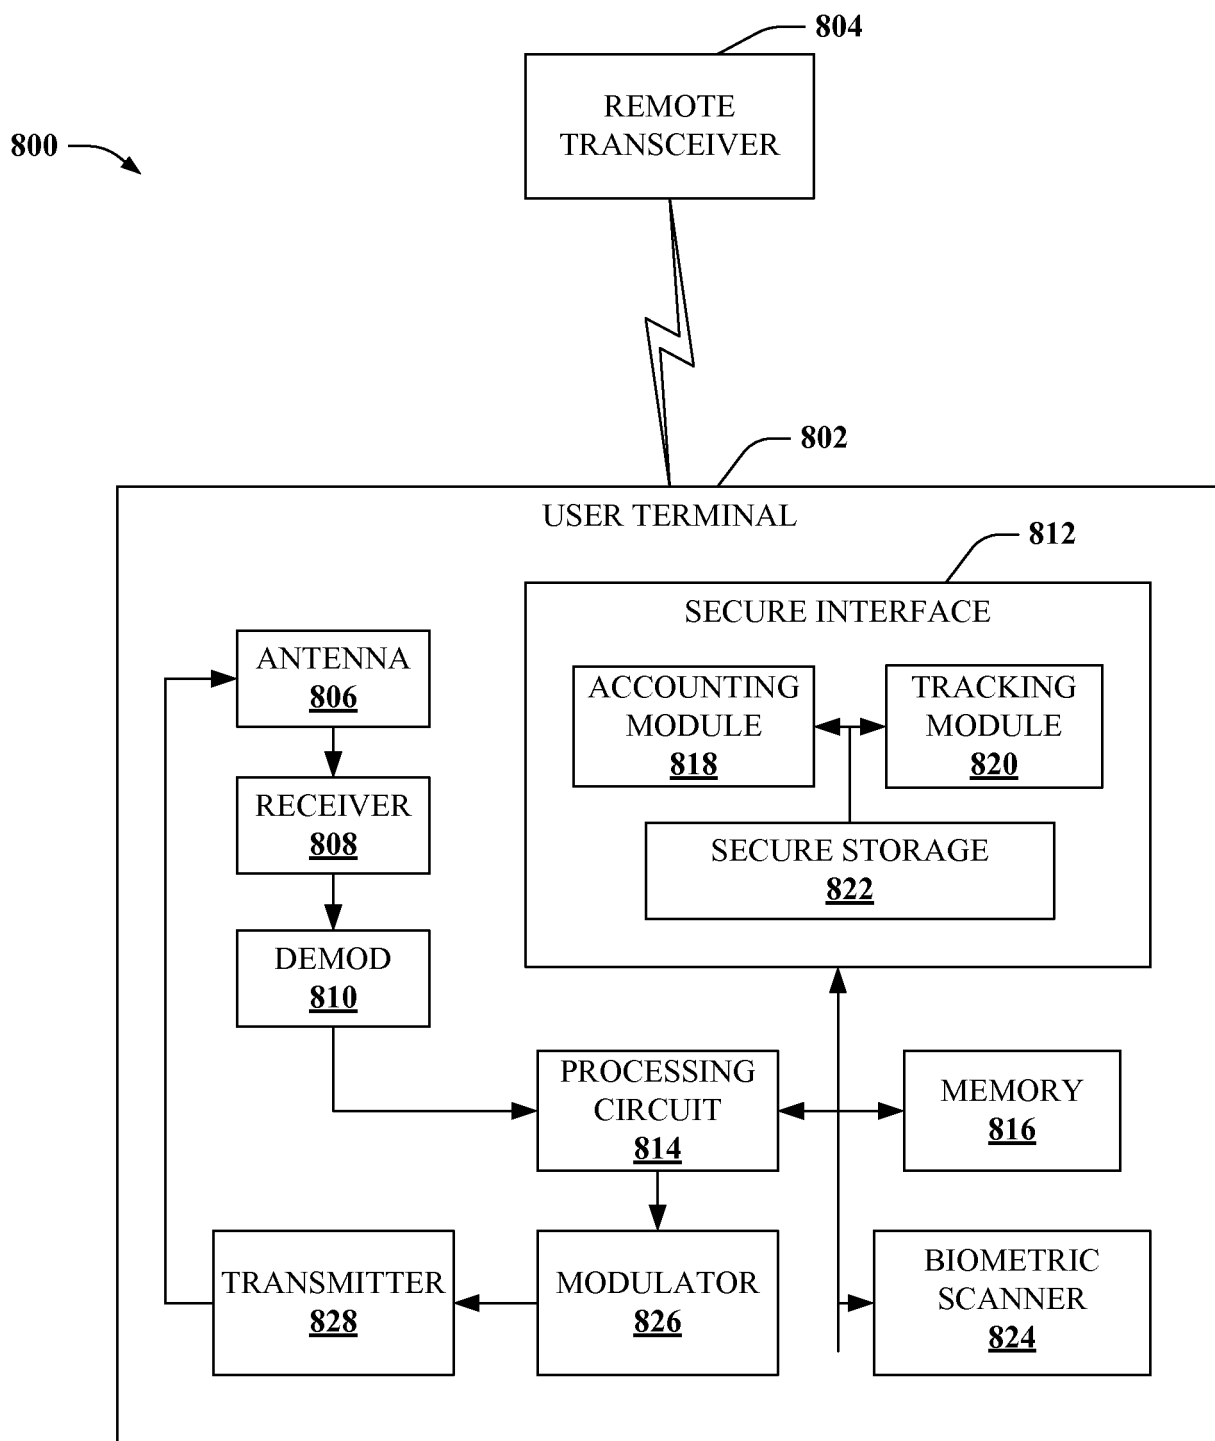 804
REMOTE
TRANSCEIVER
800
802
USER TERMINAL
812
SECURE INTERFACE
ANTENNA
806
ACCOUNTING
MODULE
818
TRACKING
MODULE
820
RECEIVER
808
SECURE STORAGE
822
DEMOD
810
PROCESSING
CIRCUIT
814
MEMORY
816
TRANSMITTER
828
MODULATOR
826
BIOMETRIC
SCANNER
824